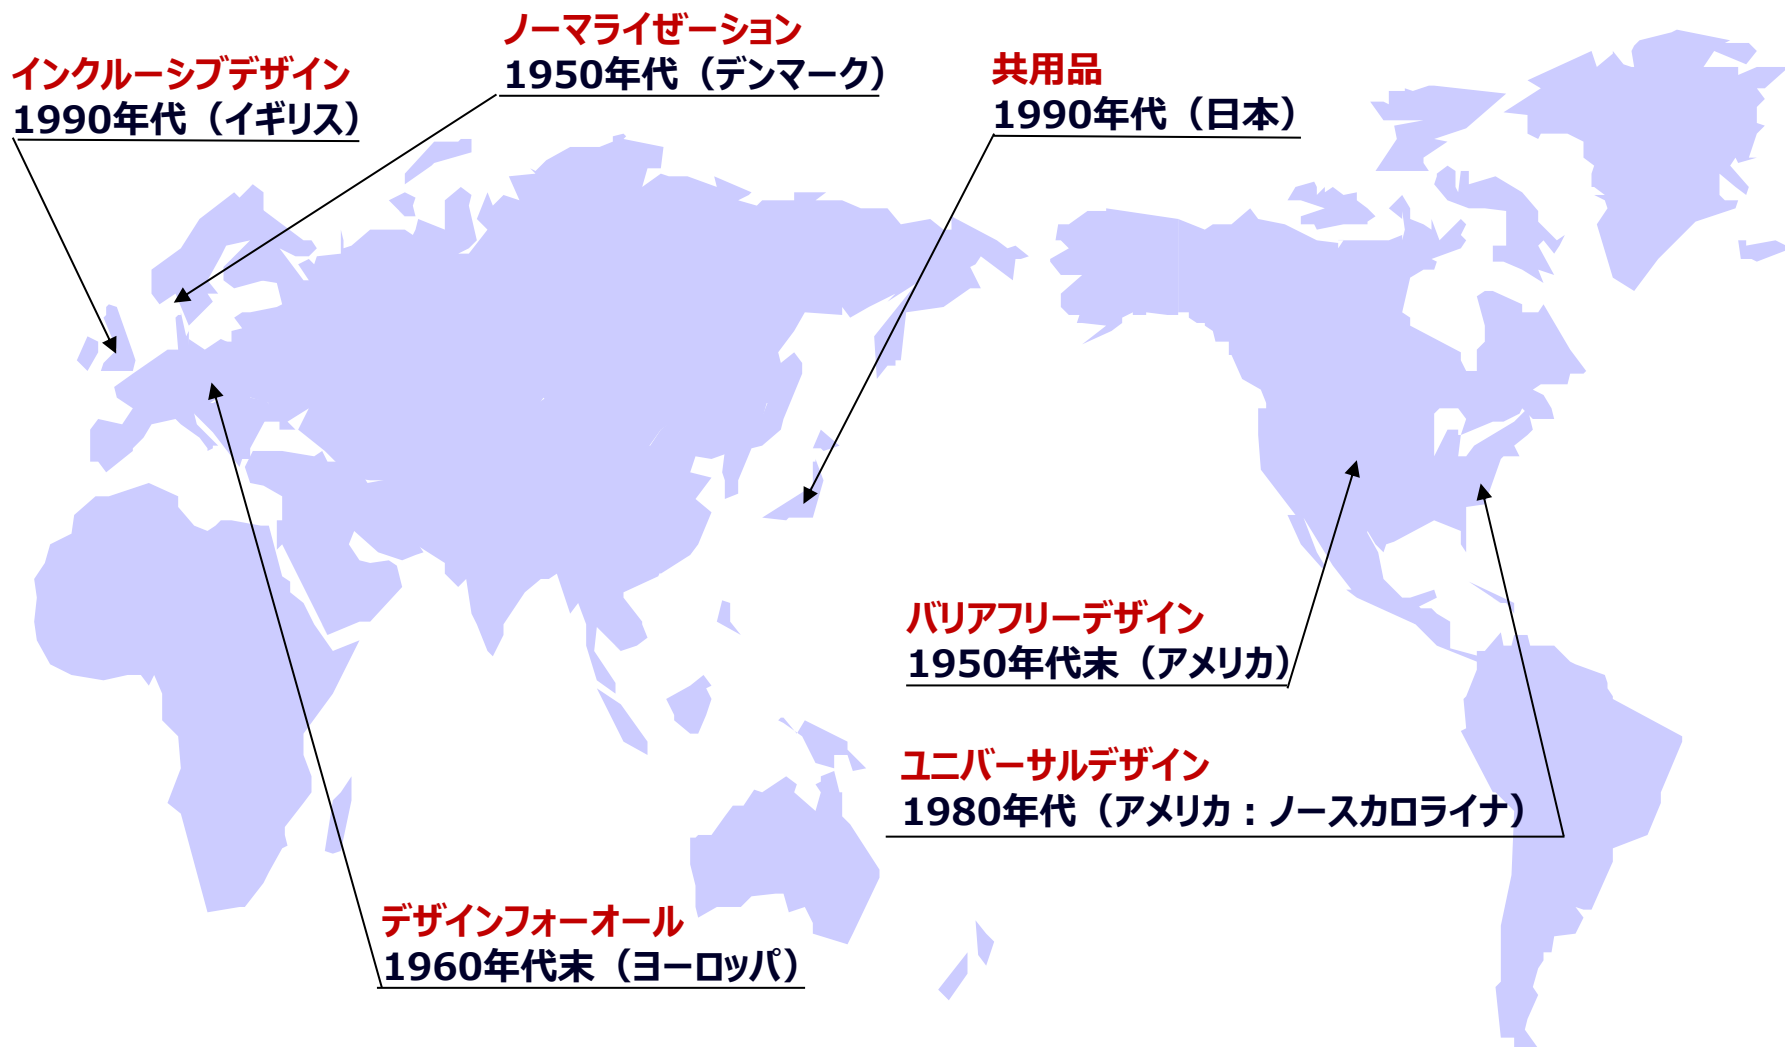 ノーマライゼーション
1950年代（デンマーク）
インクルーシブデザイン
1990年代（イギリス）
共用品
1990年代（日本）
バリアフリーデザイン
1950年代末（アメリカ）
ユニバーサルデザイン
1980年代（アメリカ：ノースカロライナ）
デザインフォーオール
1960年代末（ヨーロッパ）